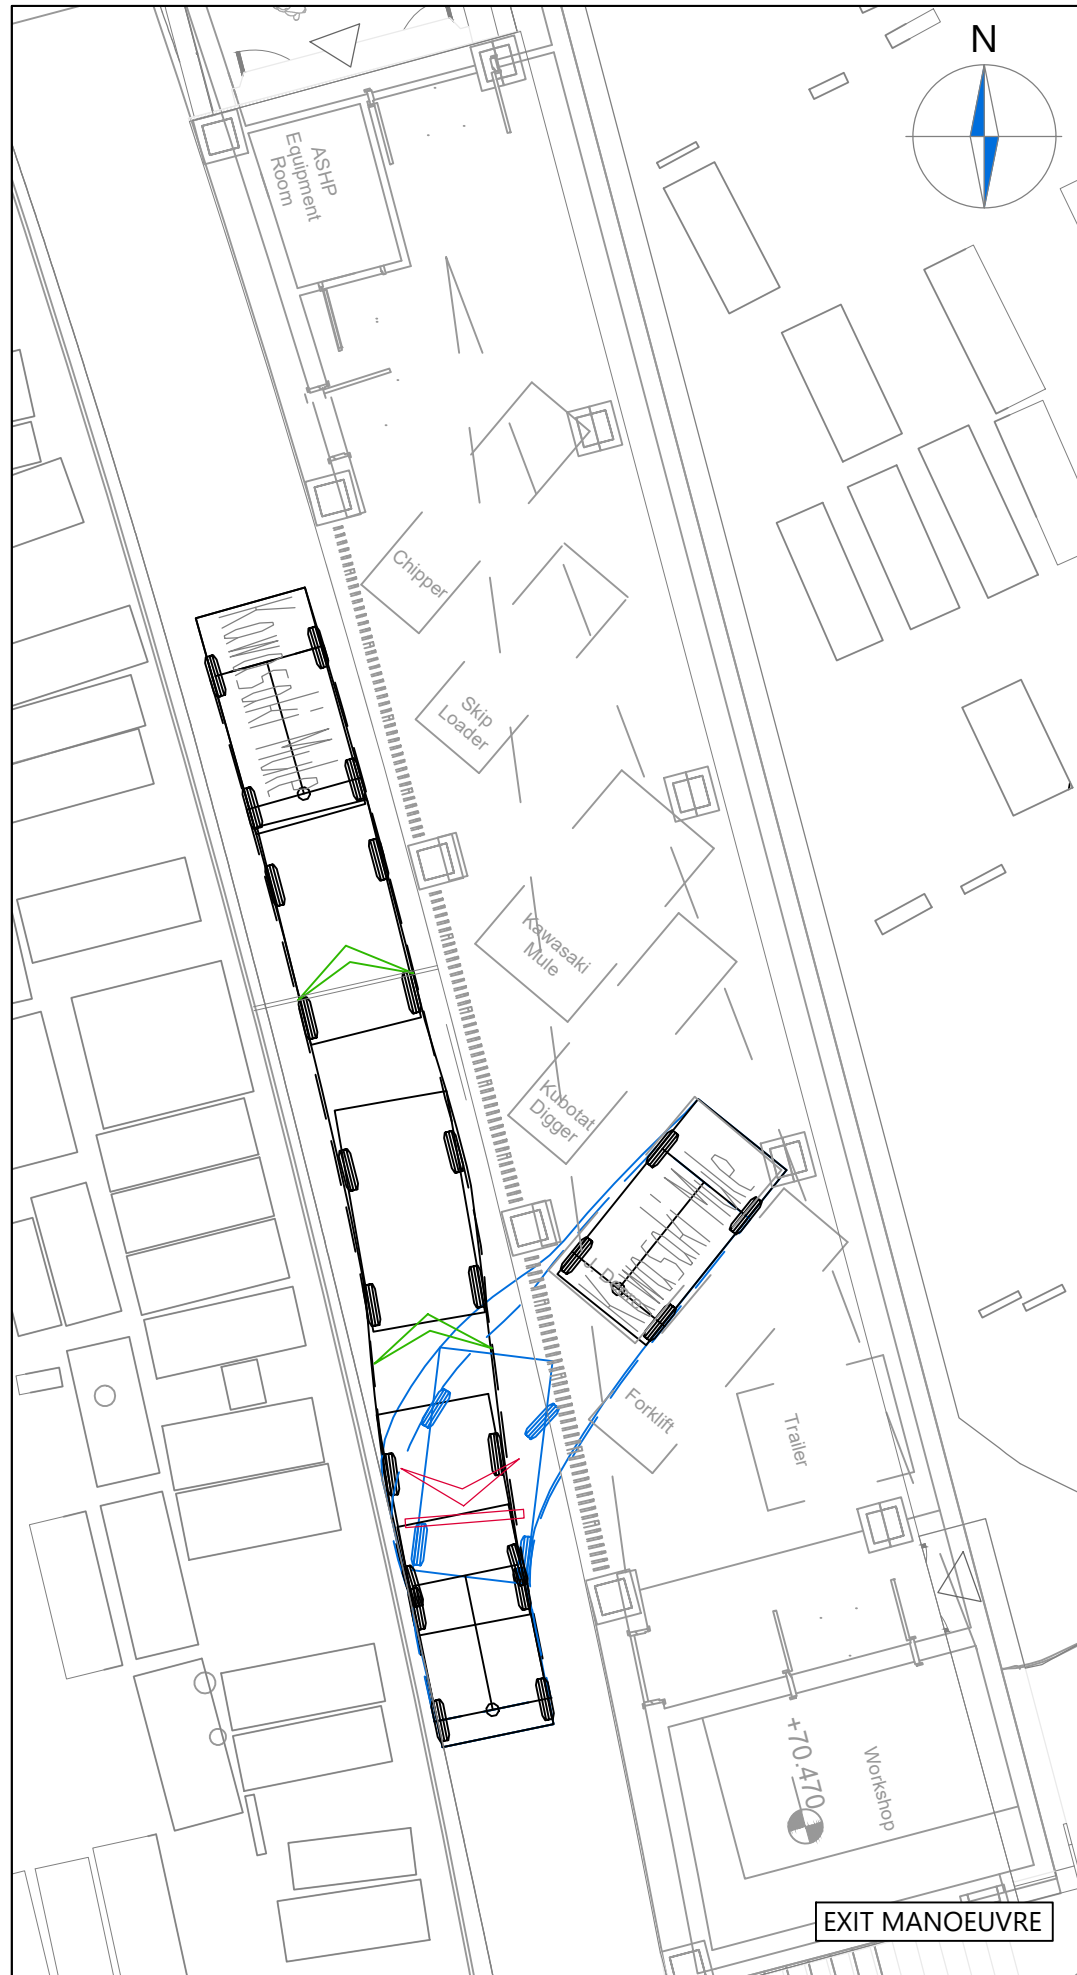 N
ASHP
Equipment
Room
Chipper
Skip
Loader
Kawasaki
Mule
Kubotat
Digger
Forklift
Trailer
+70.470
Workshop
EXIT MANOEUVRE